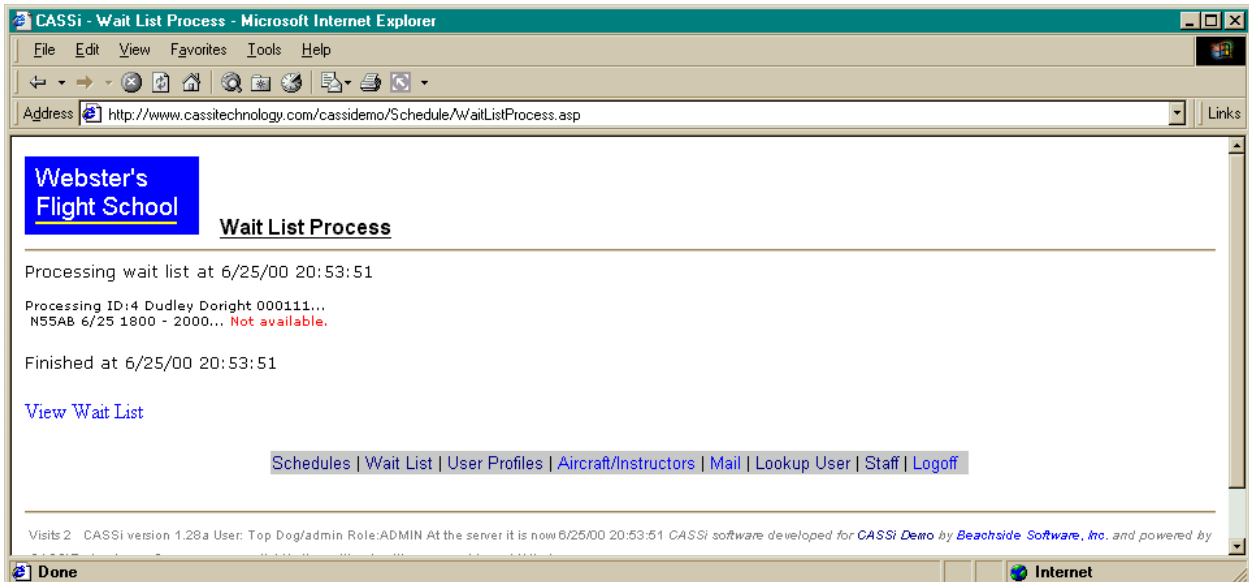 CASSi - Wait List Process - Microsoft Internet Explorer
File Edit View Favorites Tools Help
Address http://www.cassitechnology.com/cassidemo/Schedule/WaitListProcess.asp Links
Webster's
Flight School
Wait List Process
Processing wait list at 6/25/00 20:53:51
Processing ID:4 Dudley Doright 000111...
N55AB 6/25 1800 - 2000... Not available.
Finished at 6/25/00 20:53:51
View Wait List
Schedules | Wait List | User Profiles | Aircraft/Instructors | Mail | Lookup User | Staff | Logoff
Visits 2 CASSi version 1.28a User: Top Dog/admin Role:ADMIN At the server it is now 6/25/00 20:53:51 CASSi software developed for CASSi Demo by Beachside Software, Inc. and powered by
Done Internet